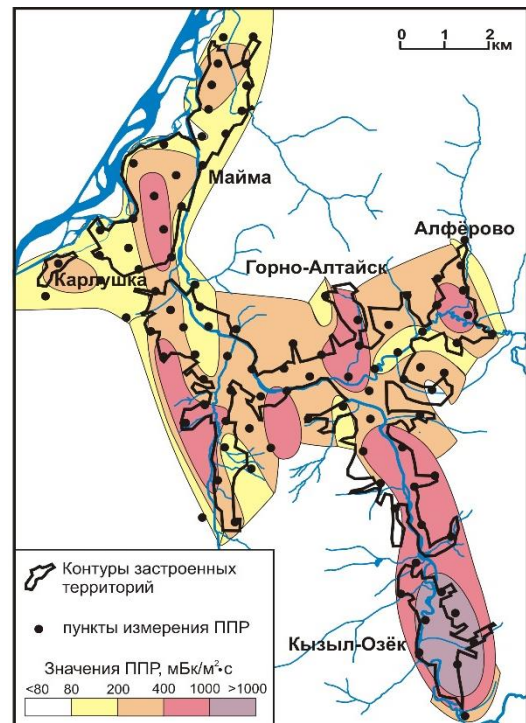 0 1 2
км
Майма
Алфёрово
Горно-Алтайск
Карлушка
Кызыл-Озёк
Контуры застроенных
территорий
пункты измерения ППР
Значения ППР, мБк/м²•с
<80 80 200 400 1000 >1000